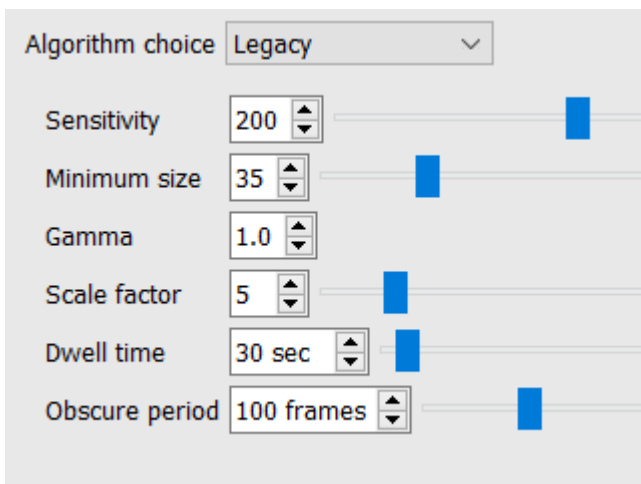 Algorithm choice Legacy
Sensitivity 200
Minimum size 35
Gamma 1.0
Scale factor 5
Dwell time 30 sec
Obscure period 100 frames